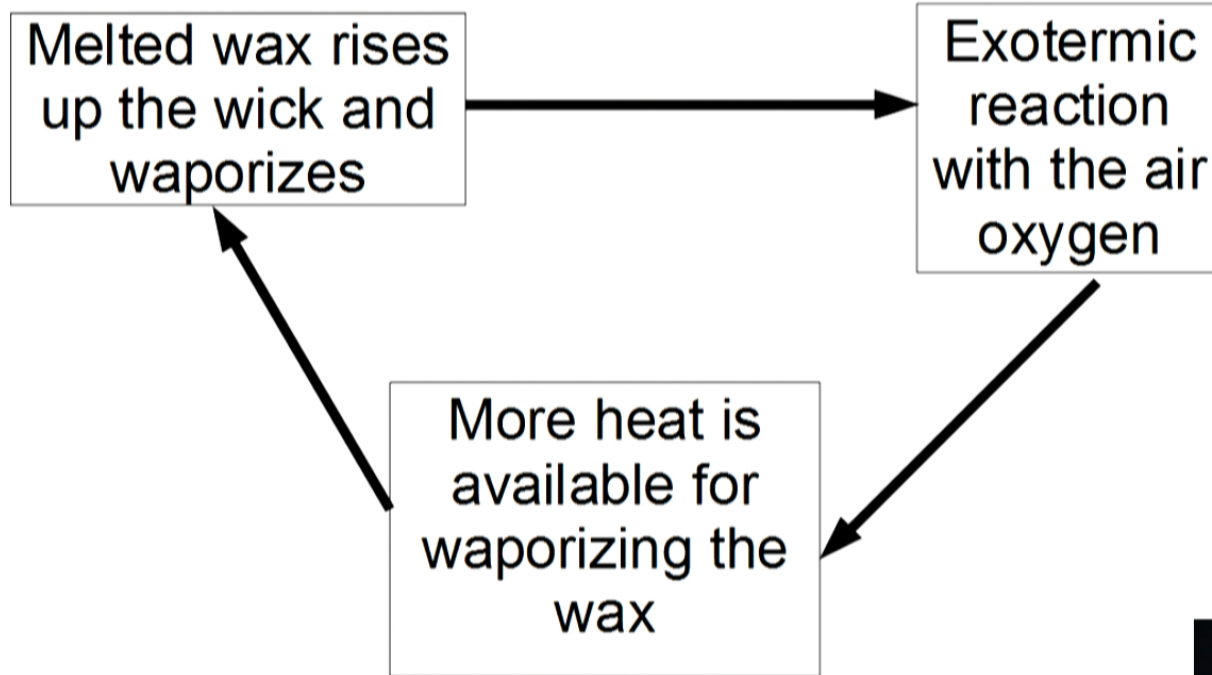 Melted wax rises
up the wick and
waporizes
Exotermic
reaction
with the air
oxygen
More heat is
available for
waporizing the
wax